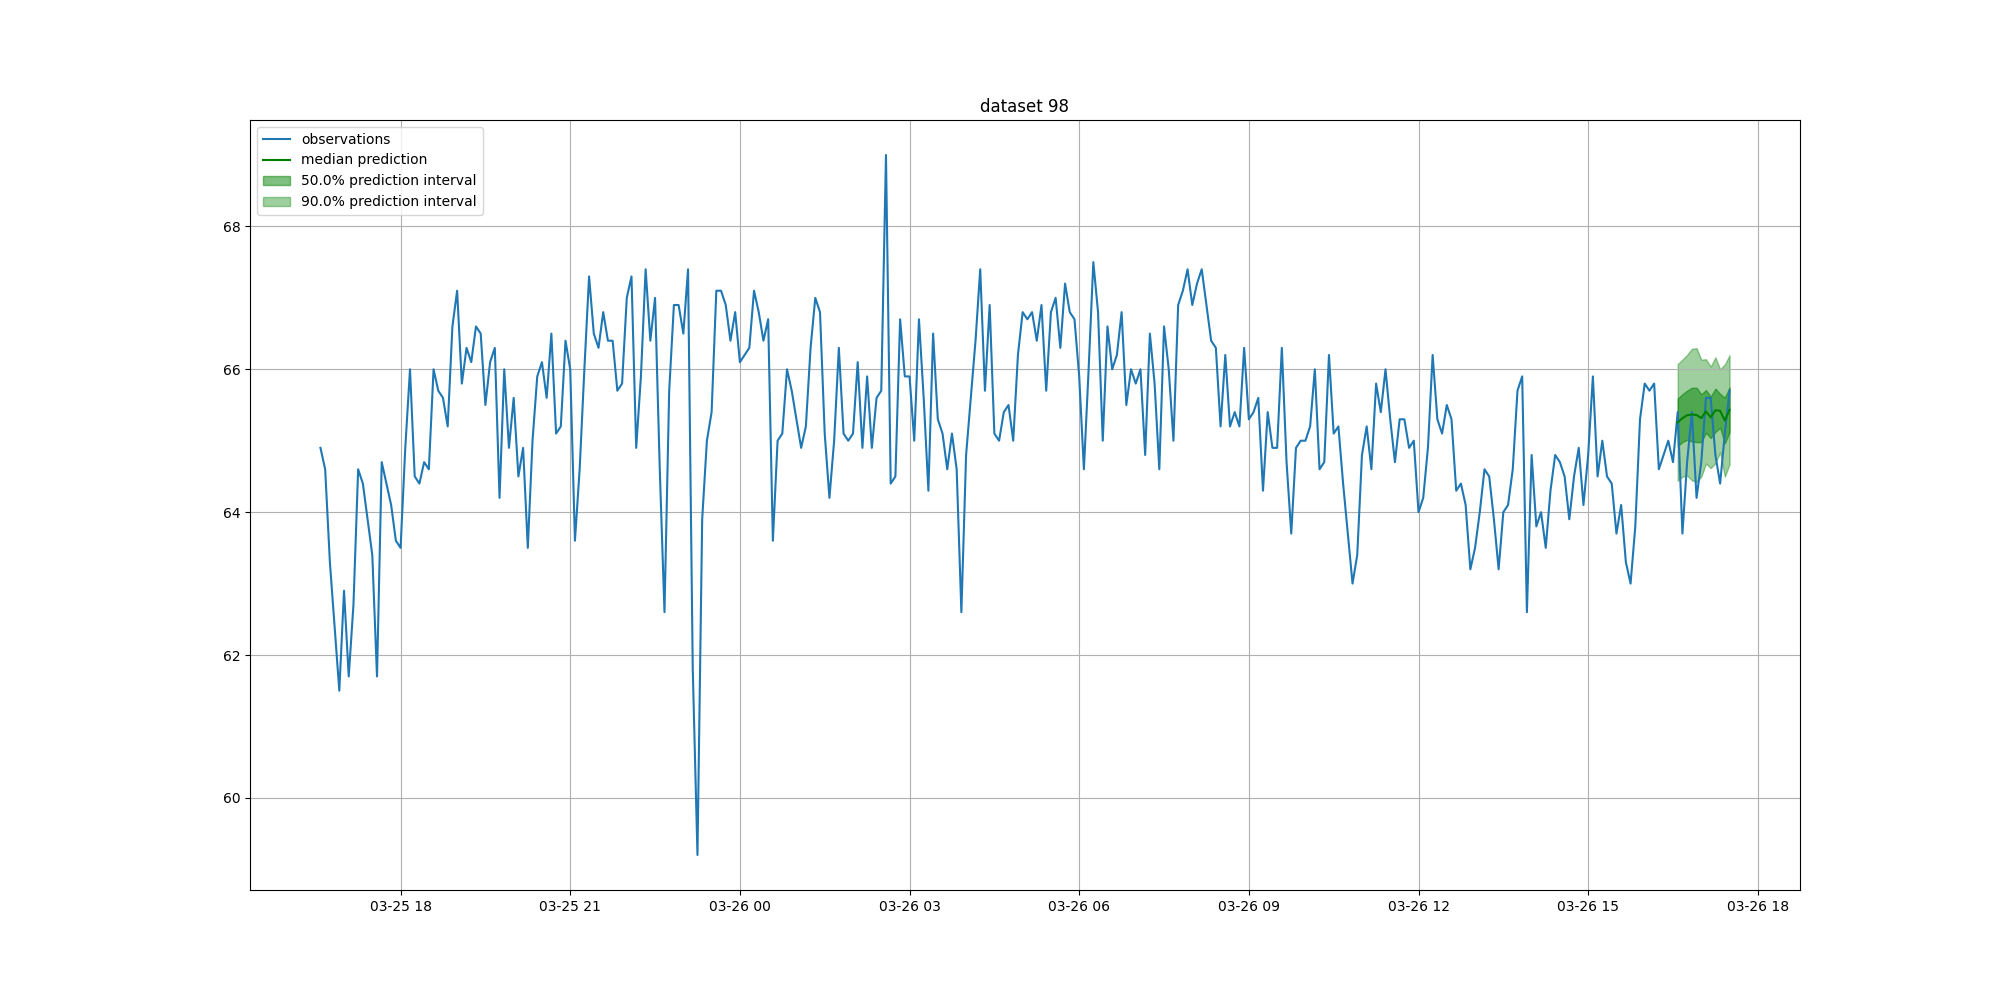 dataset 98
observations
median prediction
50.0% prediction interval
90.0% prediction interval
68
66
64
62
60
03-25 18
03-25 21
03-26 00
03-26 03
03-26 06
03-26 09
03-26 12
03-26 15
03-26 18